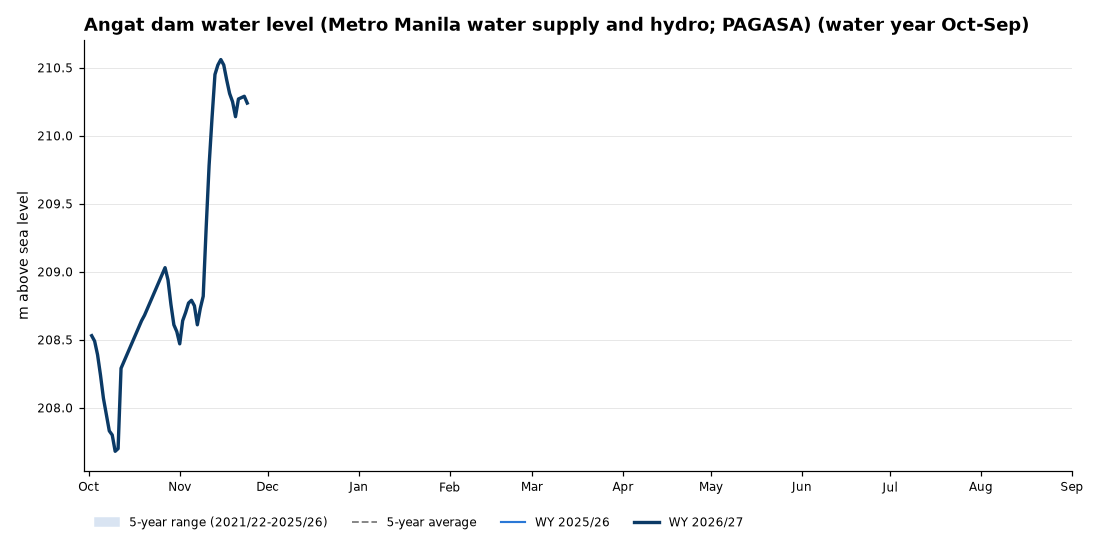 Angat dam water level (Metro Manila water supply and hydro; PAGASA) (water year Oct-Sep)
m above sea level
210.5
210.0
209.5
209.0
208.5
208.0
Oct Nov Dec Jan Feb Mar Apr May Jun Jul Aug Sep
5-year range (2021/22-2025/26) 5-year average WY 2025/26 WY 2026/27